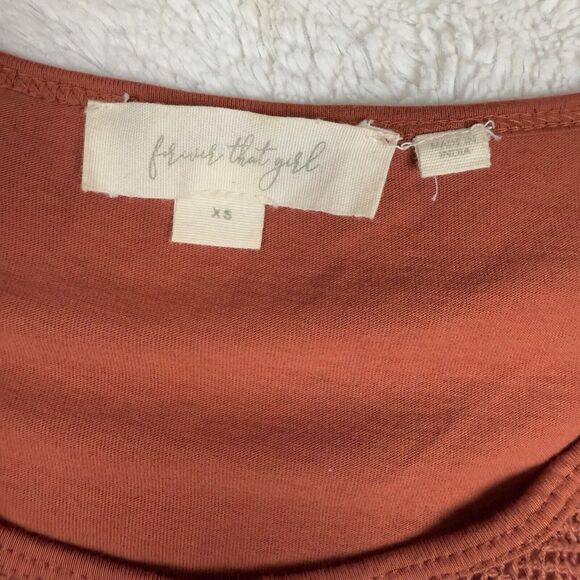 forever that girl
XS
MADE IN
INDIA